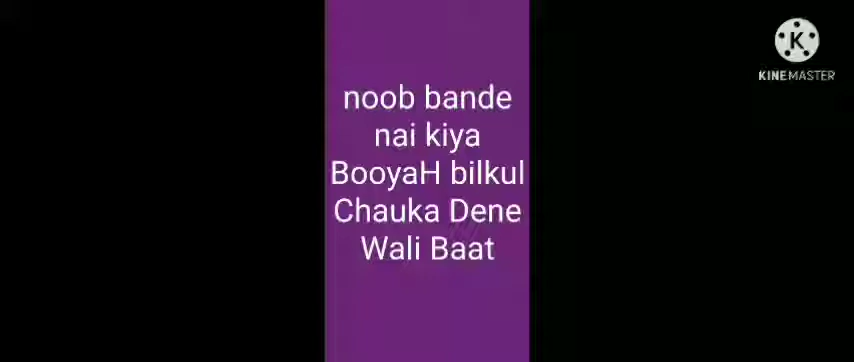 noob bande
nai kiya
BooyaH bilkul
Chauka Dene
Wali Baat
K
KINEMASTER